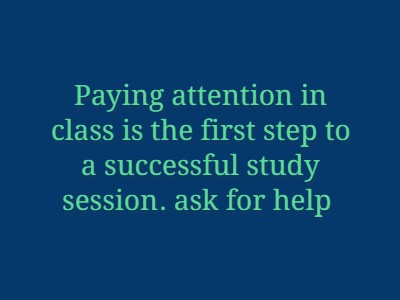 Paying attention in
class is the first step to
a successful study
session. ask for help